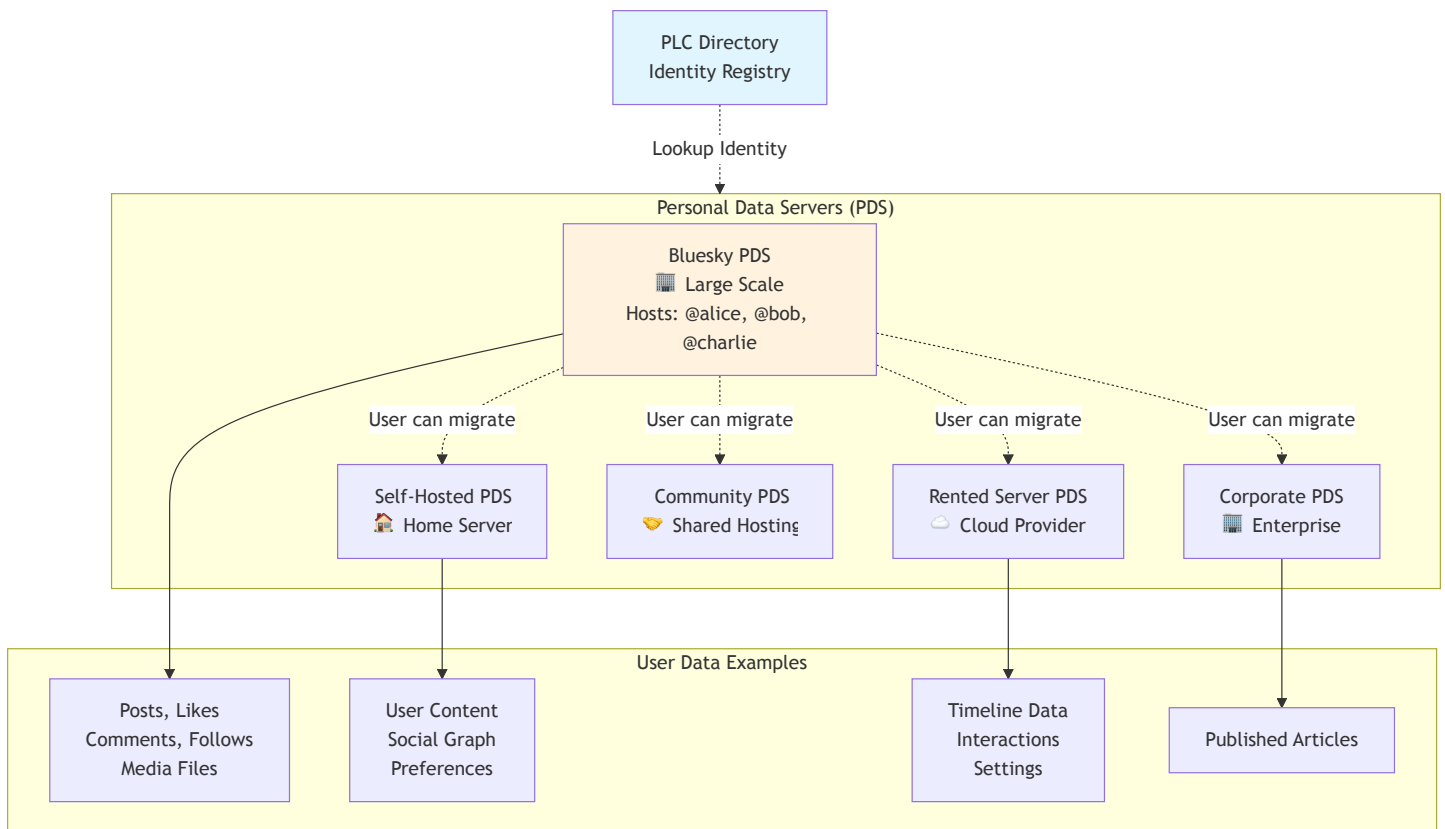 PLC Directory
Identity Registry
Lookup Identity
Personal Data Servers (PDS)
Bluesky PDS
🏢 Large Scale
Hosts: @alice, @bob,
@charlie
User can migrate
User can migrate
User can migrate
User can migrate
Self-Hosted PDS
🏠 Home Server
Community PDS
🤝 Shared Hosting
Rented Server PDS
☁️ Cloud Provider
Corporate PDS
🏢 Enterprise
User Data Examples
Posts, Likes
Comments, Follows
Media Files
User Content
Social Graph
Preferences
Timeline Data
Interactions
Settings
Published Articles